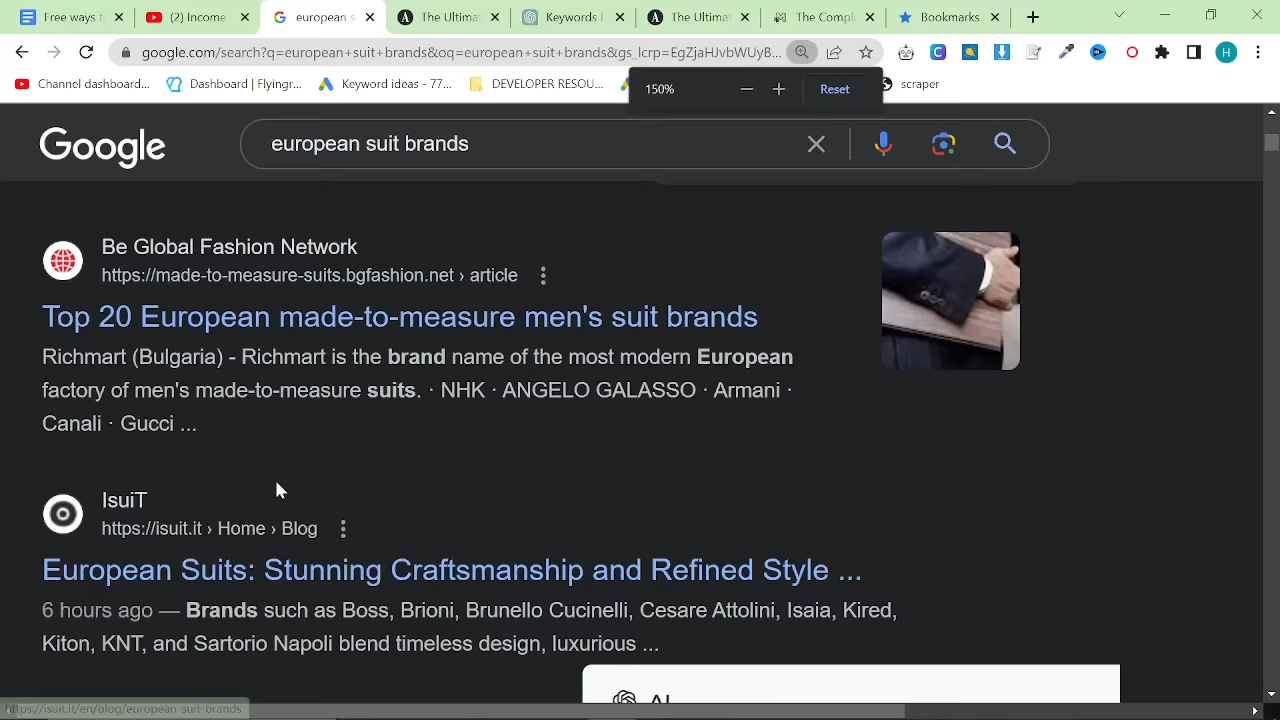 Free ways t
(2) Income
european s
The Ultimat
Keywords I
The Ultimat
The Compl
Bookmarks
google.com/search?q=european+suit+brands&oq=european+suit+brands&gs_lcrp=EgZjaHJvbWUyB...
H
Channel dashboard...
Dashboard | Flyingr...
Keyword ideas - 77...
DEVELOPER RESOU...
scraper
150%
Reset
Google
european suit brands
Be Global Fashion Network
https://made-to-measure-suits.bgfashion.net › article
Top 20 European made-to-measure men's suit brands
Richmart (Bulgaria) - Richmart is the brand name of the most modern European
factory of men's made-to-measure suits. · NHK · ANGELO GALASSO · Armani ·
Canali · Gucci ...
IsuiT
https://isuit.it › Home › Blog
European Suits: Stunning Craftsmanship and Refined Style ...
6 hours ago — Brands such as Boss, Brioni, Brunello Cucinelli, Cesare Attolini, Isaia, Kired,
Kiton, KNT, and Sartorio Napoli blend timeless design, luxurious ...
https://isuit.it/en/blog/european-suit-brands